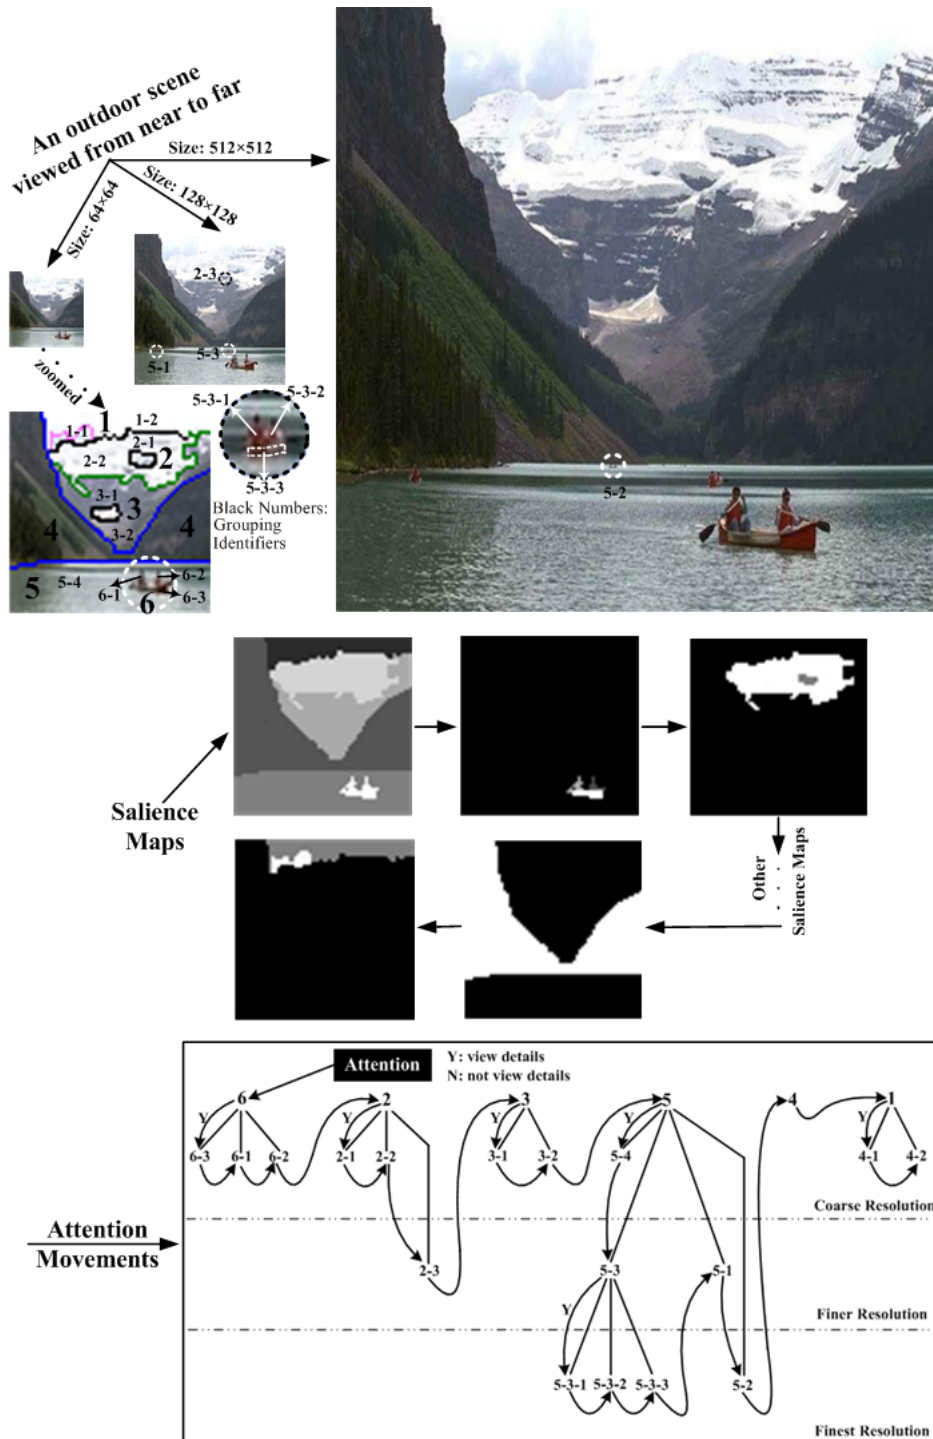 An outdoor scene
viewed from near to far
Size: 512×512
Size: 128×128
Size: 64×64
2-3
5-1
5-3
zoomed
5-2
1
1-1
1-2
2-1
2-2
2
3-1
3
3-2
4
4
5
5-4
6-1
6
6-2
6-3
5-3-1
5-3-2
5-3-3
Black Numbers:
Grouping
Identifiers
Salience
Maps
Other
Salience Maps
Attention
Y: view details
N: not view details
6
2
3
5
4
1
Y
Y
Y
Y
6-3
6-1
6-2
2-1
2-2
3-1
3-2
5-4
4-1
4-2
Coarse Resolution
Attention
Movements
2-3
5-3
5-1
Y
Finer Resolution
5-3-1
5-3-2
5-3-3
5-2
Finest Resolution